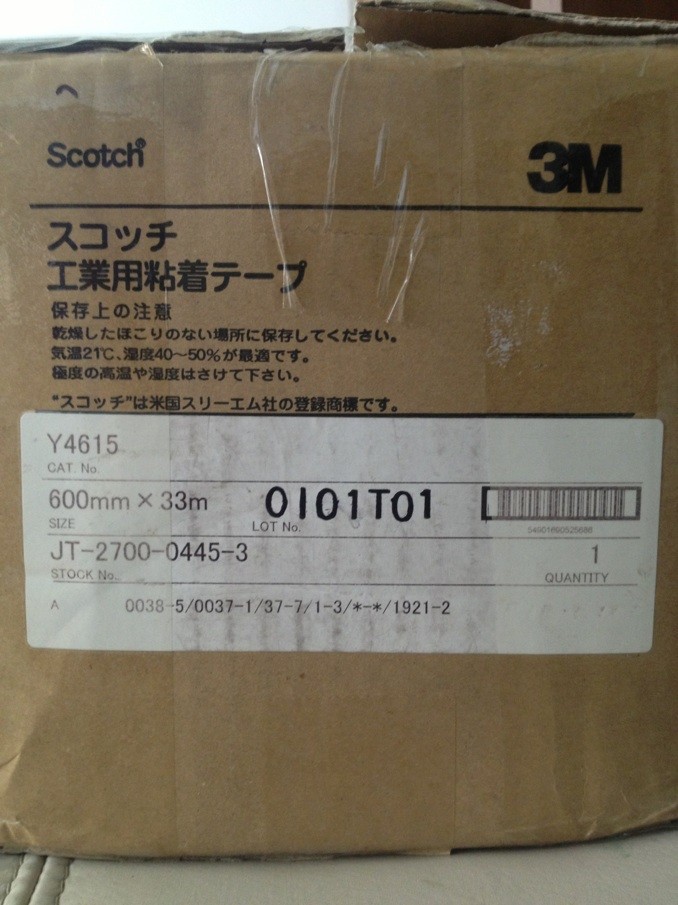 Scotch®
3M
スコッチ
工業用粘着テープ
保存上の注意
乾燥したほこりのない場所に保存してください。
気温21℃、湿度40～50%が最適です。
極度の高温や湿度はさけて下さい。
“スコッチ”は米国スリーエム社の登録商標です。
Y4615
CAT. No.
600mm × 33m
SIZE
0101T01
LOT No.
JT-2700-0445-3
STOCK No.
1
QUANTITY
A 0038-5/0037-1/37-7/1-3/*-*/1921-2